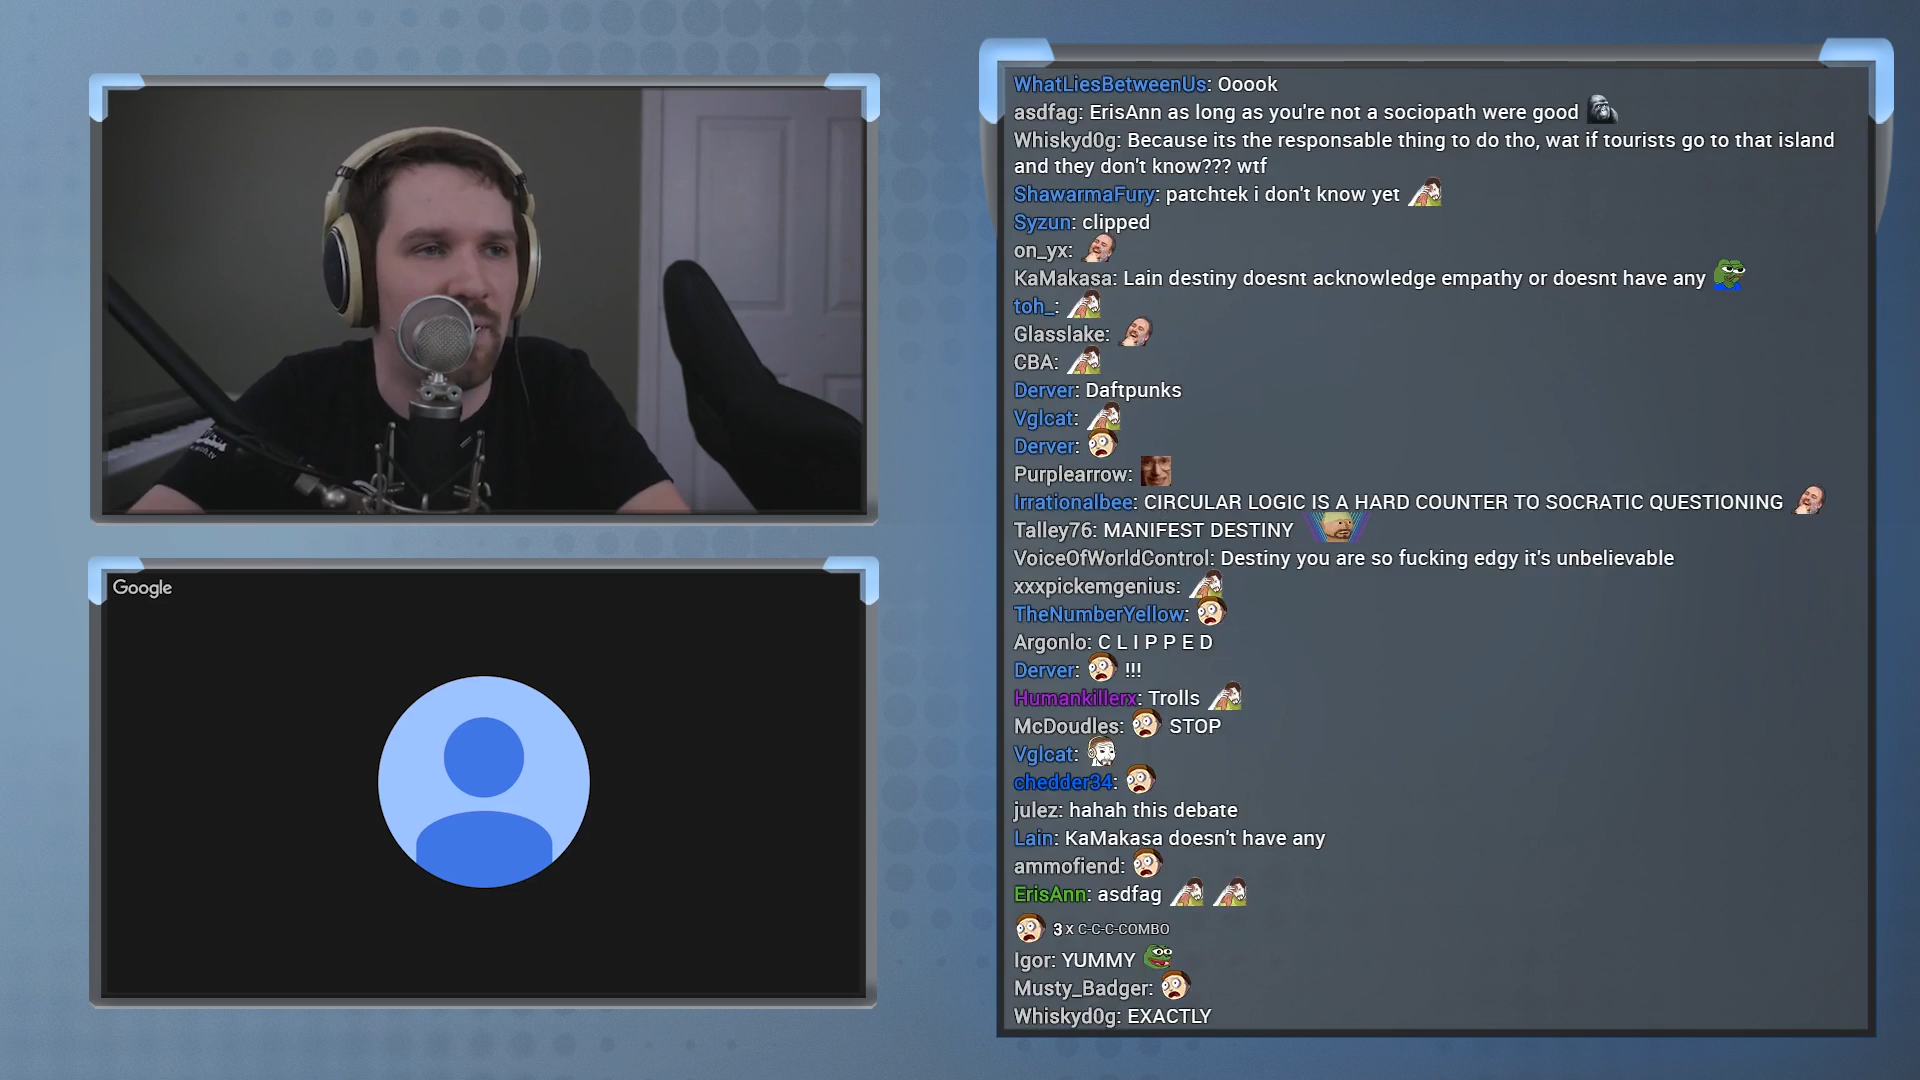 WhatLiesBetweenUs: Ooook
asdfag: ErisAnn as long as you're not a sociopath were good
Whiskyd0g: Because its the responsable thing to do tho, wat if tourists go to that island
and they don't know??? wtf
ShawarmaFury: patchtek i don't know yet
Syzun: clipped
on_yx:
KaMakasa: Lain destiny doesnt acknowledge empathy or doesnt have any
toh_:
Glasslake:
CBA:
Derver: Daftpunks
Vglcat:
Derver:
Purplearrow:
Irrationalbee: CIRCULAR LOGIC IS A HARD COUNTER TO SOCRATIC QUESTIONING
Talley76: MANIFEST DESTINY
VoiceOfWorldControl: Destiny you are so fucking edgy it's unbelievable
xxxpickemgenius:
TheNumberYellow:
Argonlo: C L I P P E D
Derver: !!!
Humankillerx: Trolls
McDoudles: STOP
Vglcat:
chedder34:
julez: hahah this debate
Lain: KaMakasa doesn't have any
ammofiend:
ErisAnn: asdfag
3 x C-C-C-COMBO
Igor: YUMMY
Musty_Badger:
Whiskyd0g: EXACTLY
Google